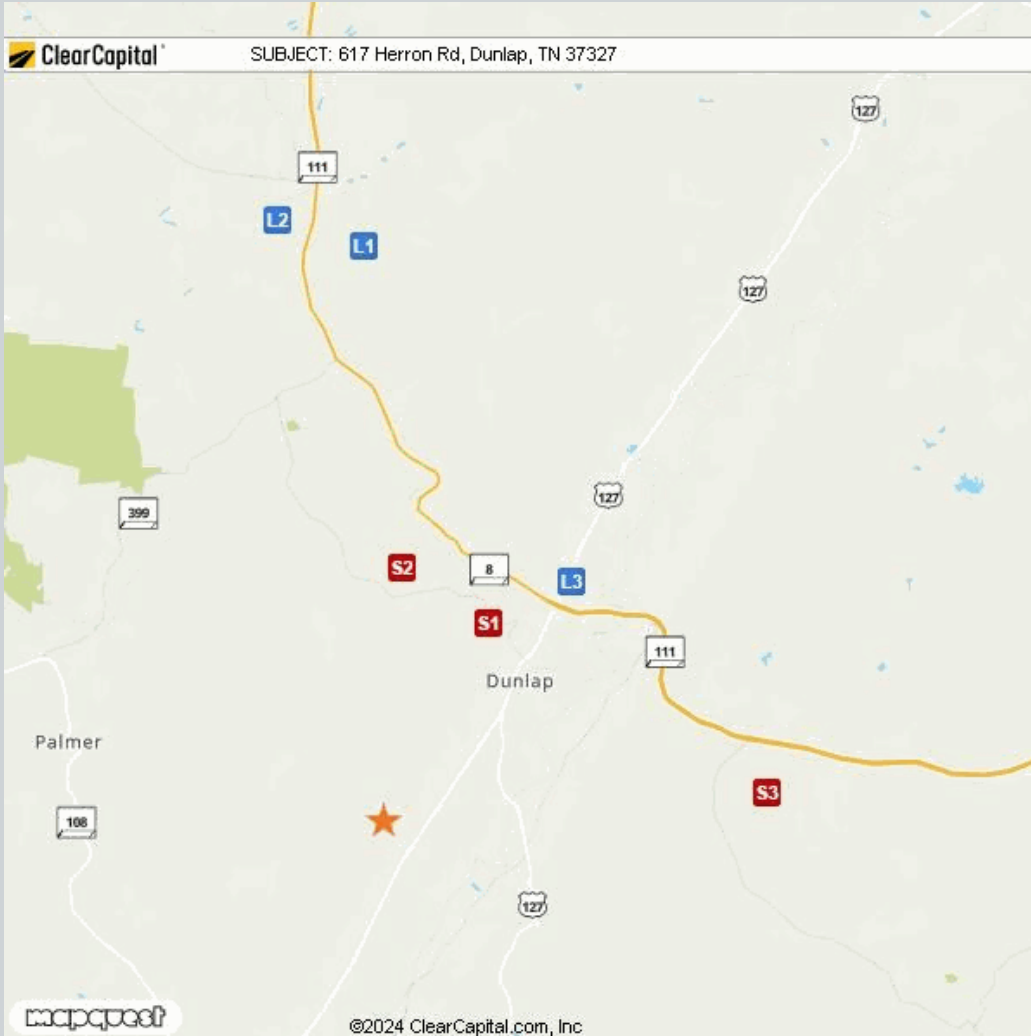 ClearCapital SUBJECT: 617 Herron Rd, Dunlap, TN 37327
127
111
L2
L1
127
127
399
S2
8
L3
S1
111
Dunlap
Palmer
S3
108
127
mapquest
©2024 ClearCapital.com, Inc